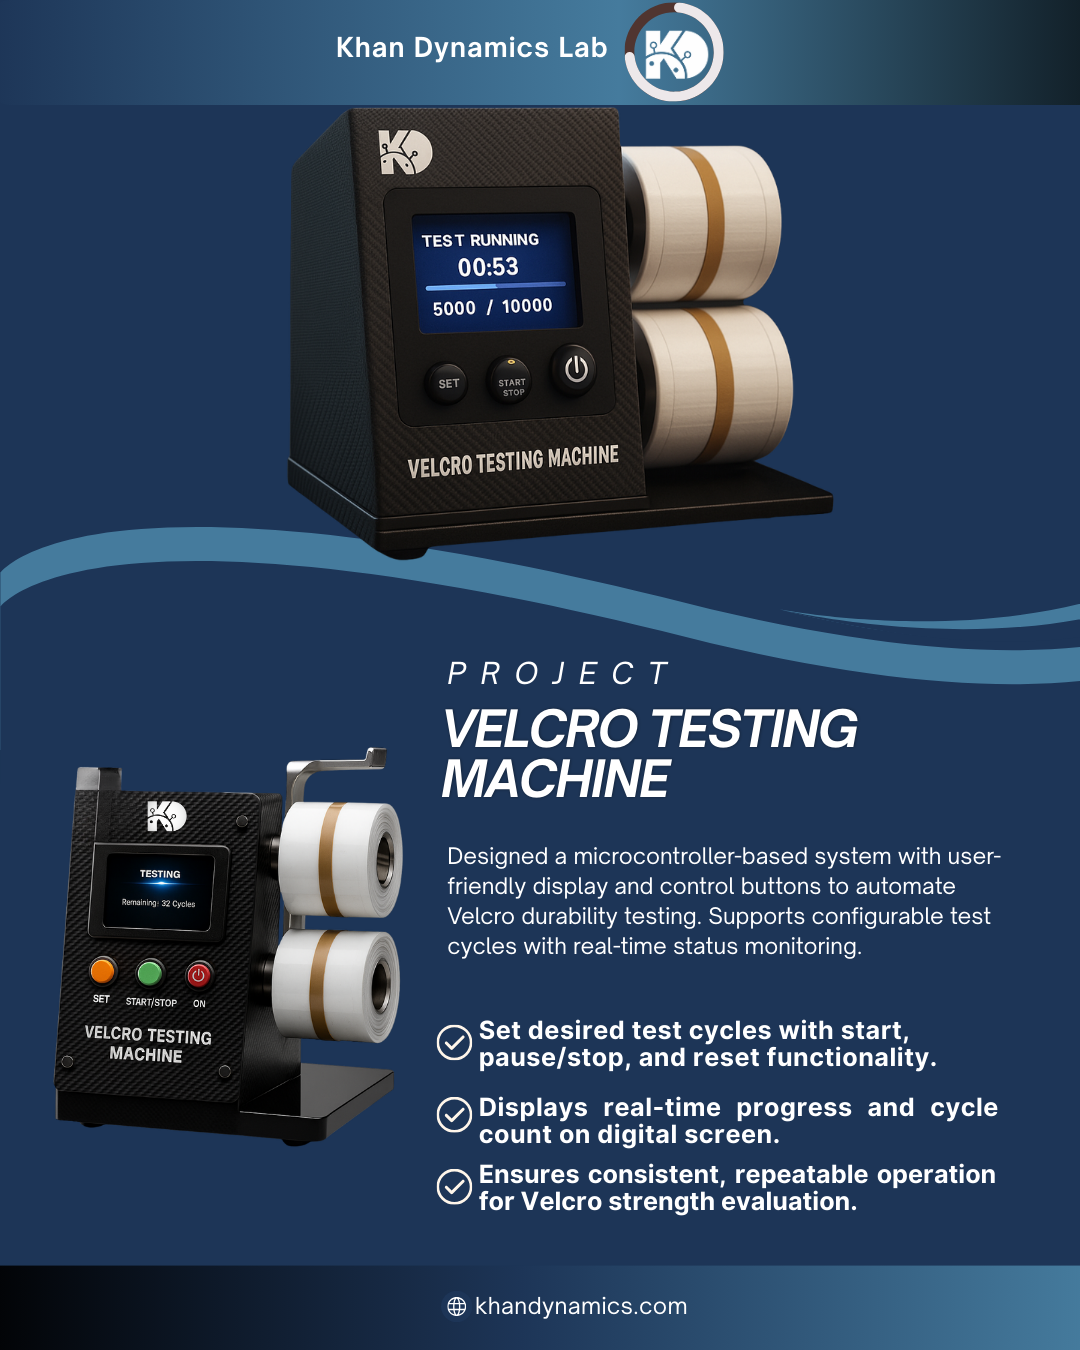 Khan Dynamics Lab
KD
KD
TEST RUNNING
00:53
5000 / 10000
SET
START
STOP
VELCRO TESTING MACHINE
PROJECT
VELCRO TESTING
MACHINE
KD
TESTING
Remaining: 32 Cycles
SET START/STOP ON
VELCRO TESTING
MACHINE
Designed a microcontroller-based system with user-
friendly display and control buttons to automate
Velcro durability testing. Supports configurable test
cycles with real-time status monitoring.
Set desired test cycles with start,
pause/stop, and reset functionality.
Displays real-time progress and cycle
count on digital screen.
Ensures consistent, repeatable operation
for Velcro strength evaluation.
khandynamics.com